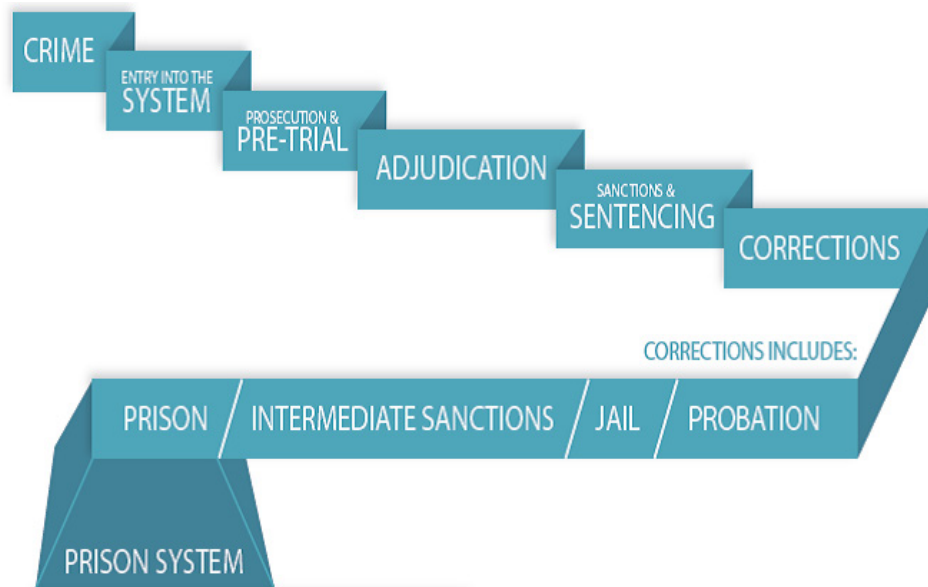 CRIME
ENTRY INTO THE
SYSTEM
PROSECUTION &
PRE-TRIAL
ADJUDICATION
SANCTIONS &
SENTENCING
CORRECTIONS
CORRECTIONS INCLUDES:
PRISON / INTERMEDIATE SANCTIONS / JAIL / PROBATION
PRISON SYSTEM